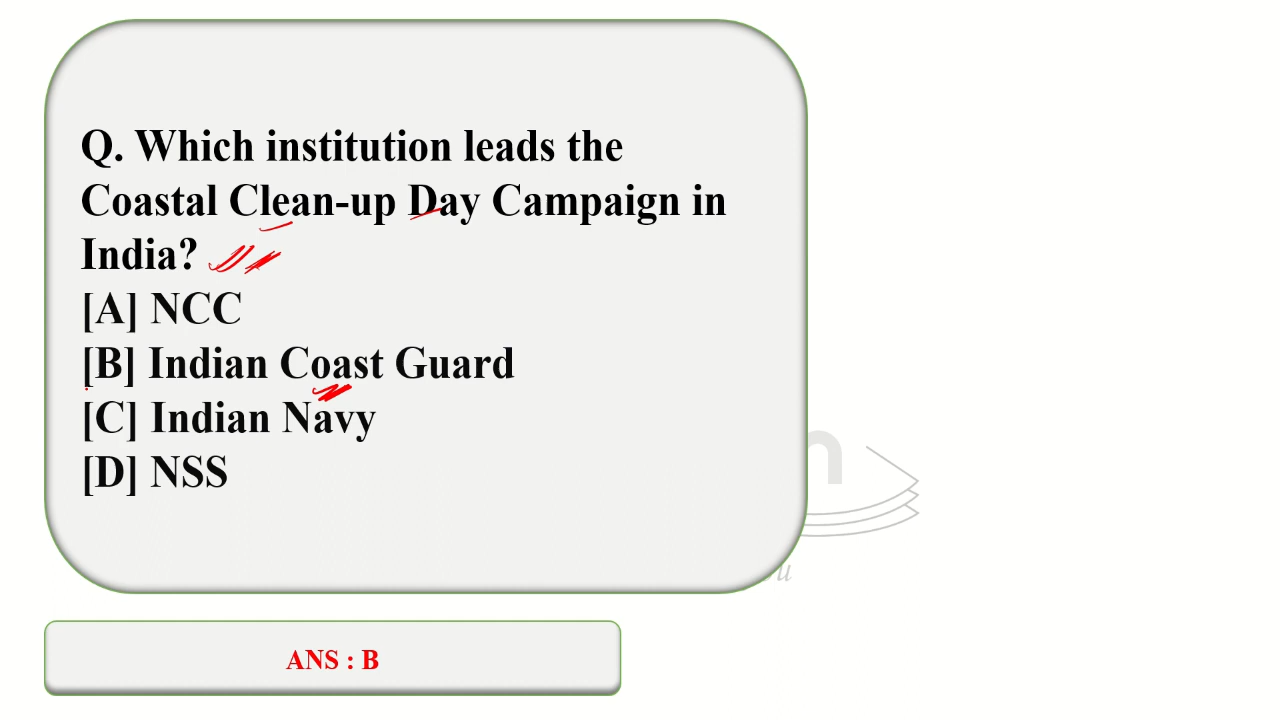 Q. Which institution leads the
Coastal Clean-up Day Campaign in
India?
[A] NCC
[B] Indian Coast Guard
[C] Indian Navy
[D] NSS
ANS : B